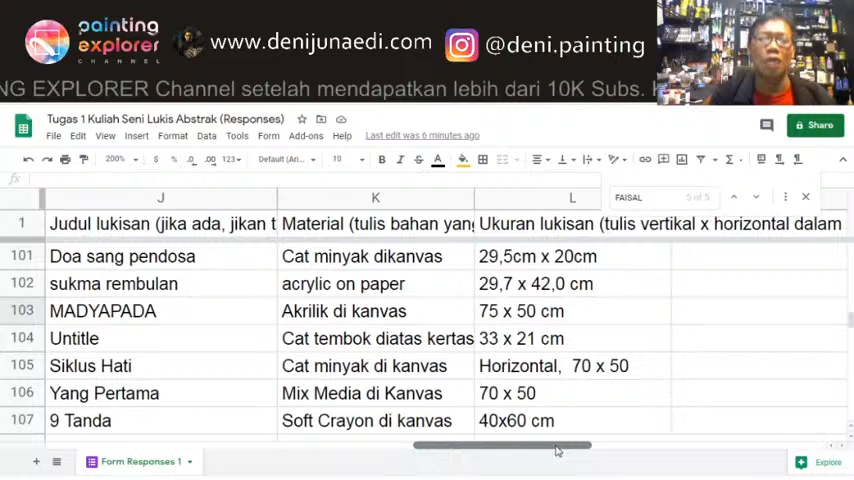 painting
explorer
CHANNEL
www.denijunaedi.com
@deni.painting
NG EXPLORER Channel setelah mendapatkan lebih dari 10K Subs. K
Tugas 1 Kuliah Seni Lukis Abstrak (Responses)
File Edit View Insert Format Data Tools Form Add-ons Help Last edit was 6 minutes ago
Share
200% $ % .0 .00 123 Default (Ari... 10 B I S A
fx
FAISAL 5 of 5
J K L
1 Judul lukisan (jika ada, jikan t Material (tulis bahan yang Ukuran lukisan (tulis vertikal x horizontal dalam
101 Doa sang pendosa Cat minyak dikanvas 29,5cm x 20cm
102 sukma rembulan acrylic on paper 29,7 x 42,0 cm
103 MADYAPADA Akrilik di kanvas 75 x 50 cm
104 Untitle Cat tembok diatas kertas 33 x 21 cm
105 Siklus Hati Cat minyak di kanvas Horizontal, 70 x 50
106 Yang Pertama Mix Media di Kanvas 70 x 50
107 9 Tanda Soft Crayon di kanvas 40x60 cm
Form Responses 1
Explore